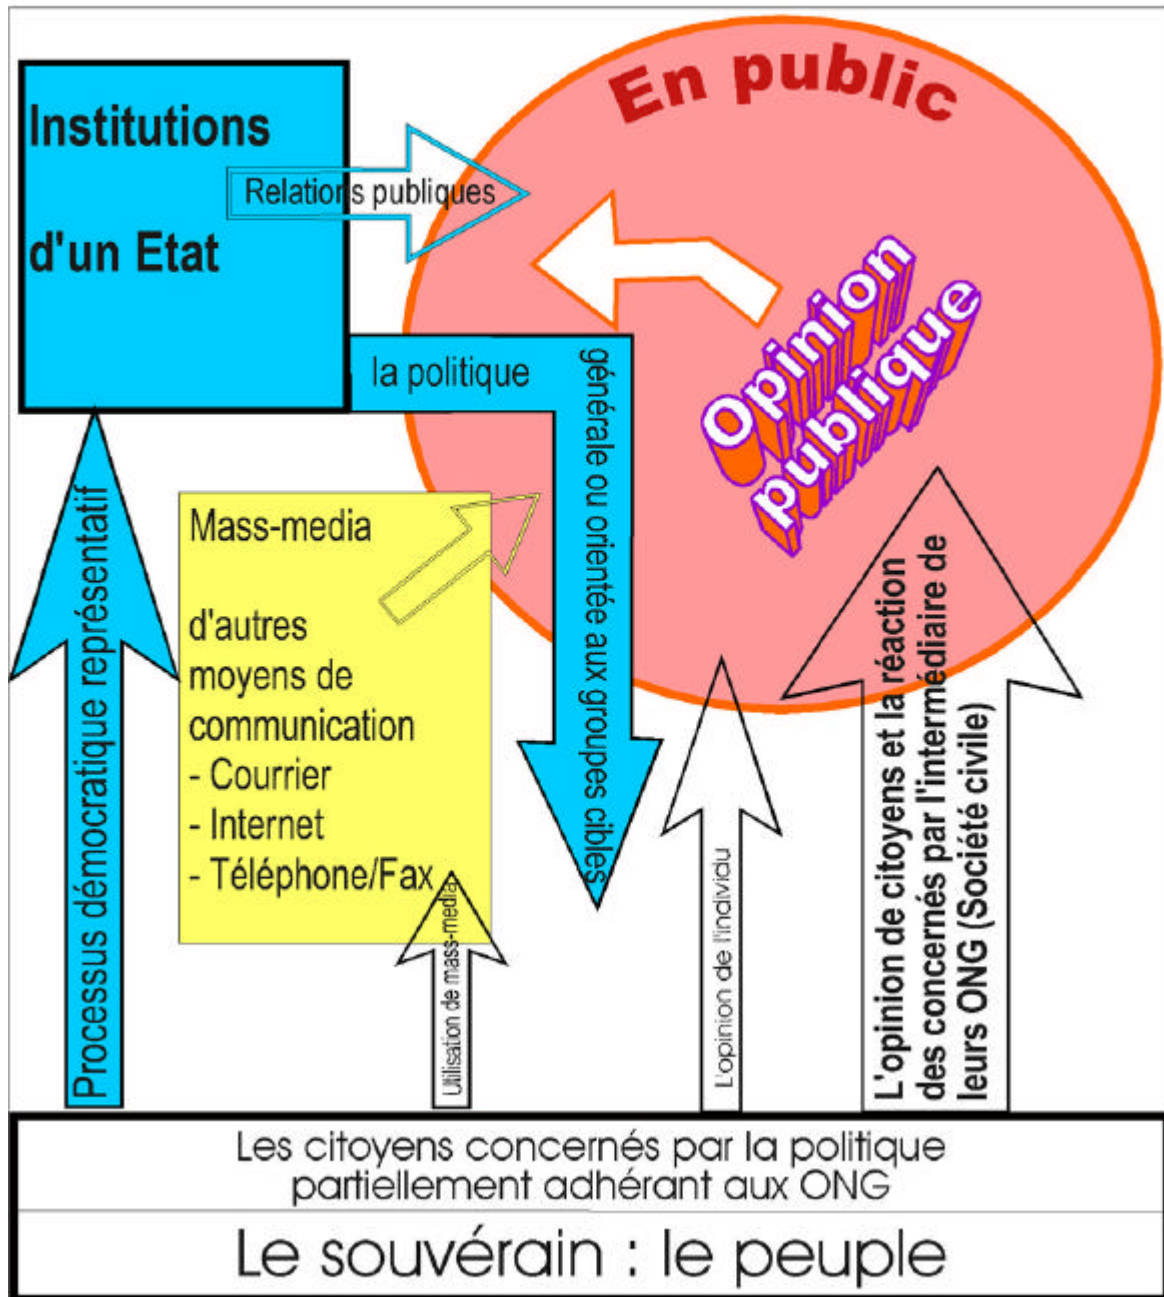 En public
Institutions
d'un Etat
Relations publiques
Opinion
publique
la politique
générale ou orientée aux groupes cibles
Mass-media
d'autres
moyens de
communication
- Courrier
- Internet
- Téléphone/Fax
Processus démocratique représentatif
Utilisation de mass-media
L'opinion de l'individu
L'opinion de citoyens et la réaction
des concernés par l'intermédiaire de
leurs ONG (Société civile)
Les citoyens concernés par la politique
partiellement adhérant aux ONG
Le souvérain : le peuple